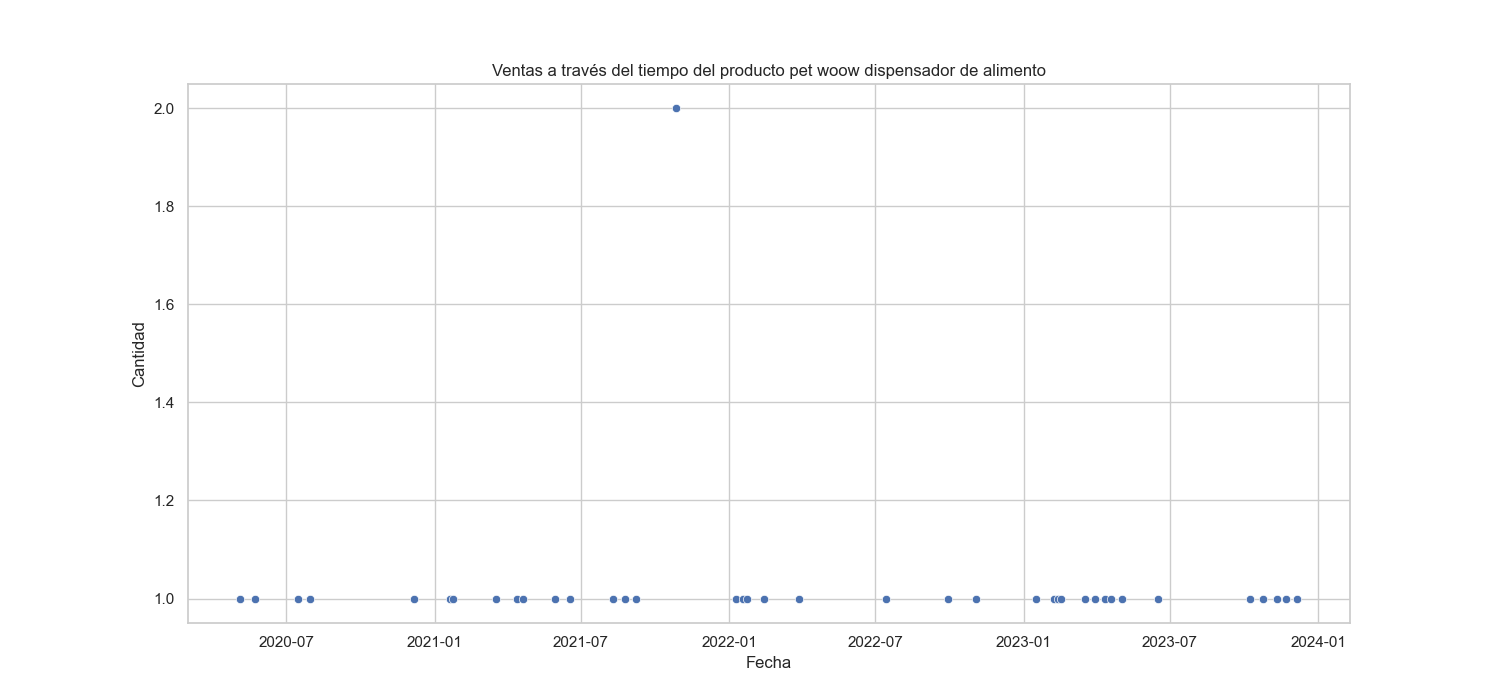 Ventas a través del tiempo del producto pet woow dispensador de alimento
2.0
1.8
1.6
1.4
1.2
1.0
Cantidad
2020-07 2021-01 2021-07 2022-01 2022-07 2023-01 2023-07 2024-01
Fecha